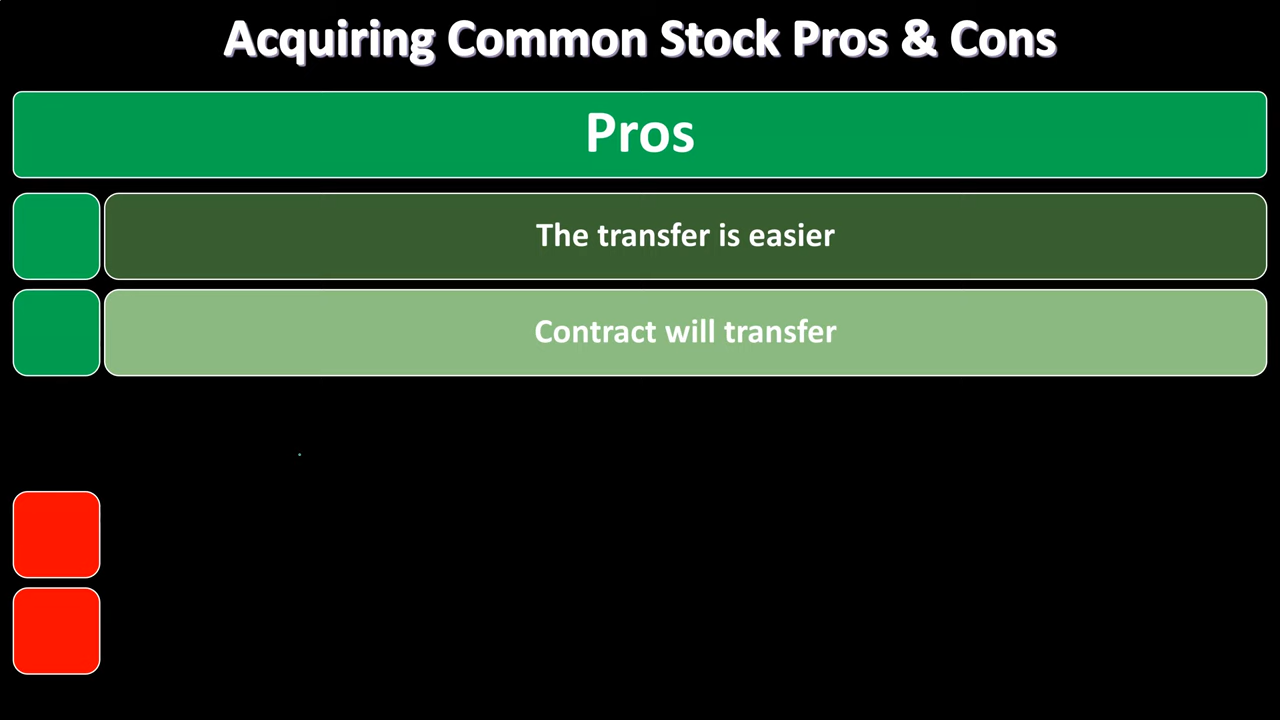 Acquiring Common Stock Pros & Cons
Pros
The transfer is easier
Contract will transfer